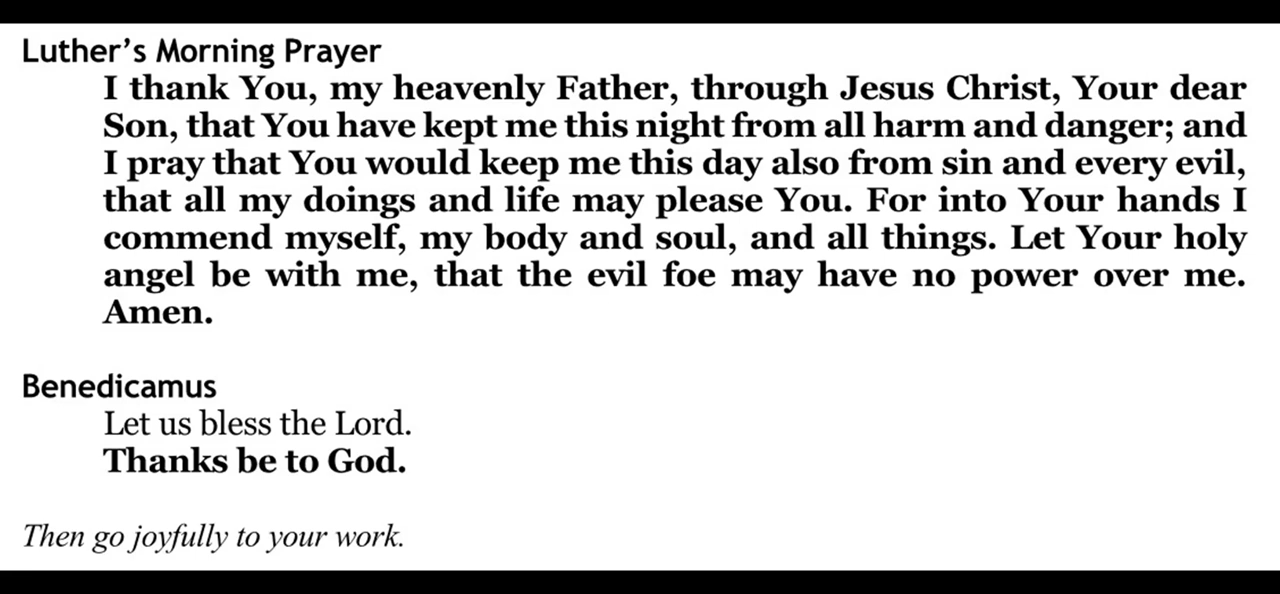 Luther’s Morning Prayer
I thank You, my heavenly Father, through Jesus Christ, Your dear
Son, that You have kept me this night from all harm and danger; and
I pray that You would keep me this day also from sin and every evil,
that all my doings and life may please You. For into Your hands I
commend myself, my body and soul, and all things. Let Your holy
angel be with me, that the evil foe may have no power over me.
Amen.
Benedicamus
Let us bless the Lord.
Thanks be to God.
Then go joyfully to your work.